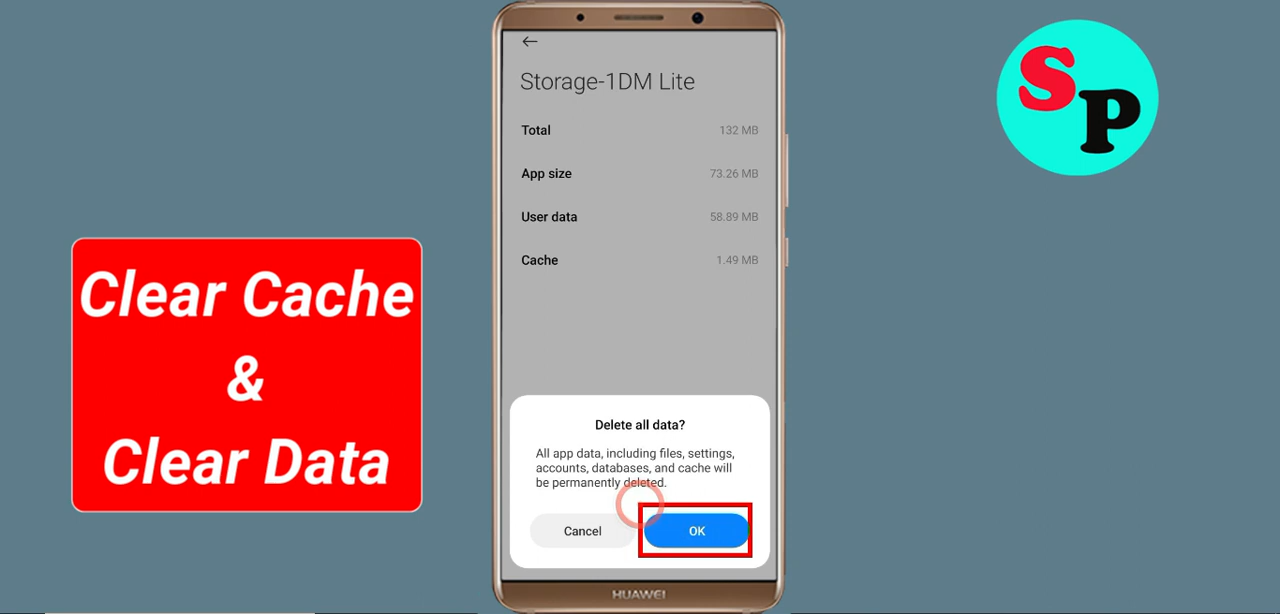 Clear Cache
&
Clear Data
Storage-1DM Lite
Total 132 MB
App size 73.26 MB
User data 58.89 MB
Cache 1.49 MB
Delete all data?
All app data, including files, settings,
accounts, databases, and cache will
be permanently deleted.
Cancel OK
HUAWEI
S
P